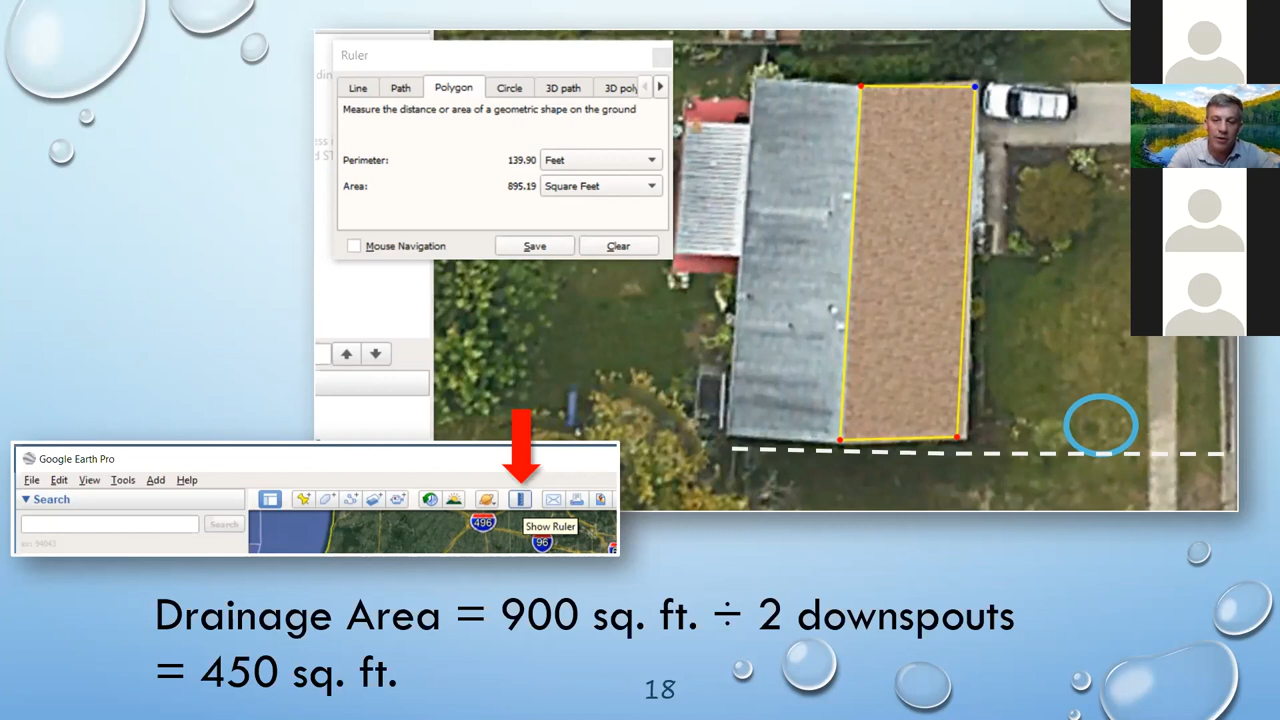 Ruler
Line Path Polygon Circle 3D path 3D poly
Measure the distance or area of a geometric shape on the ground
Perimeter: 139.90 Feet
Area: 895.19 Square Feet
Mouse Navigation Save Clear
Google Earth Pro
File Edit View Tools Add Help
Search
Search
94043
Show Ruler
496
96
Drainage Area = 900 sq. ft. ÷ 2 downspouts
= 450 sq. ft.
18